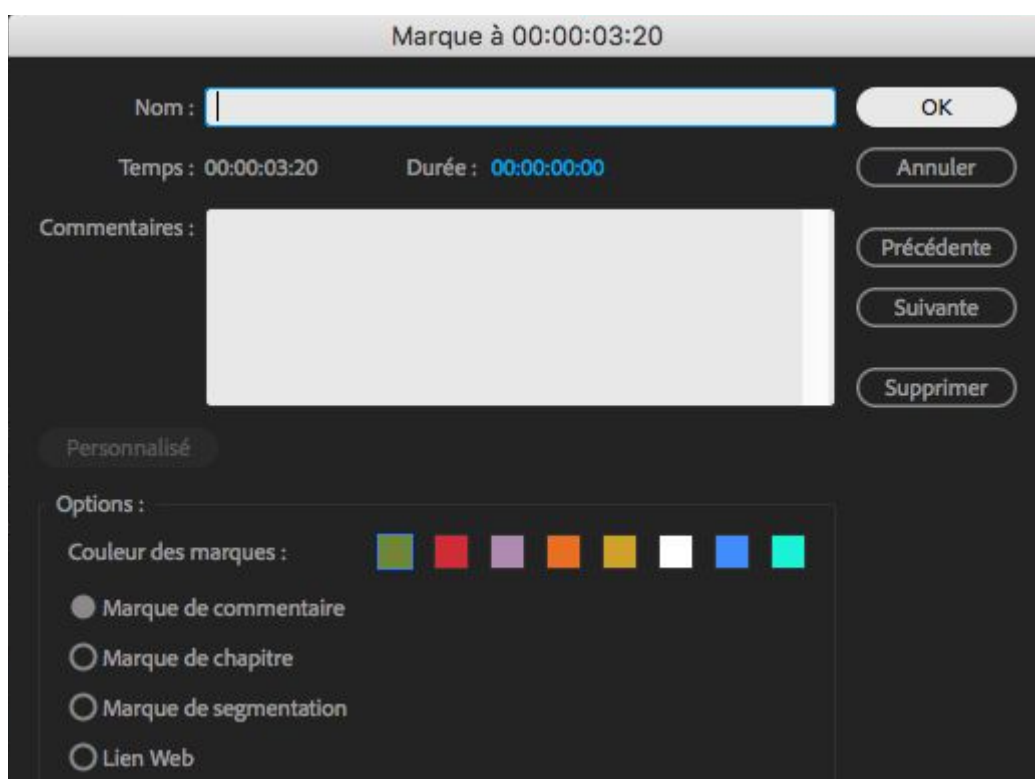 Marque à 00:00:03:20
Nom :
OK
Temps : 00:00:03:20 Durée : 00:00:00:00
Annuler
Commentaires :
Précédente
Suivante
Supprimer
Personnalisé
Options :
Couleur des marques :
Marque de commentaire
Marque de chapitre
Marque de segmentation
Lien Web